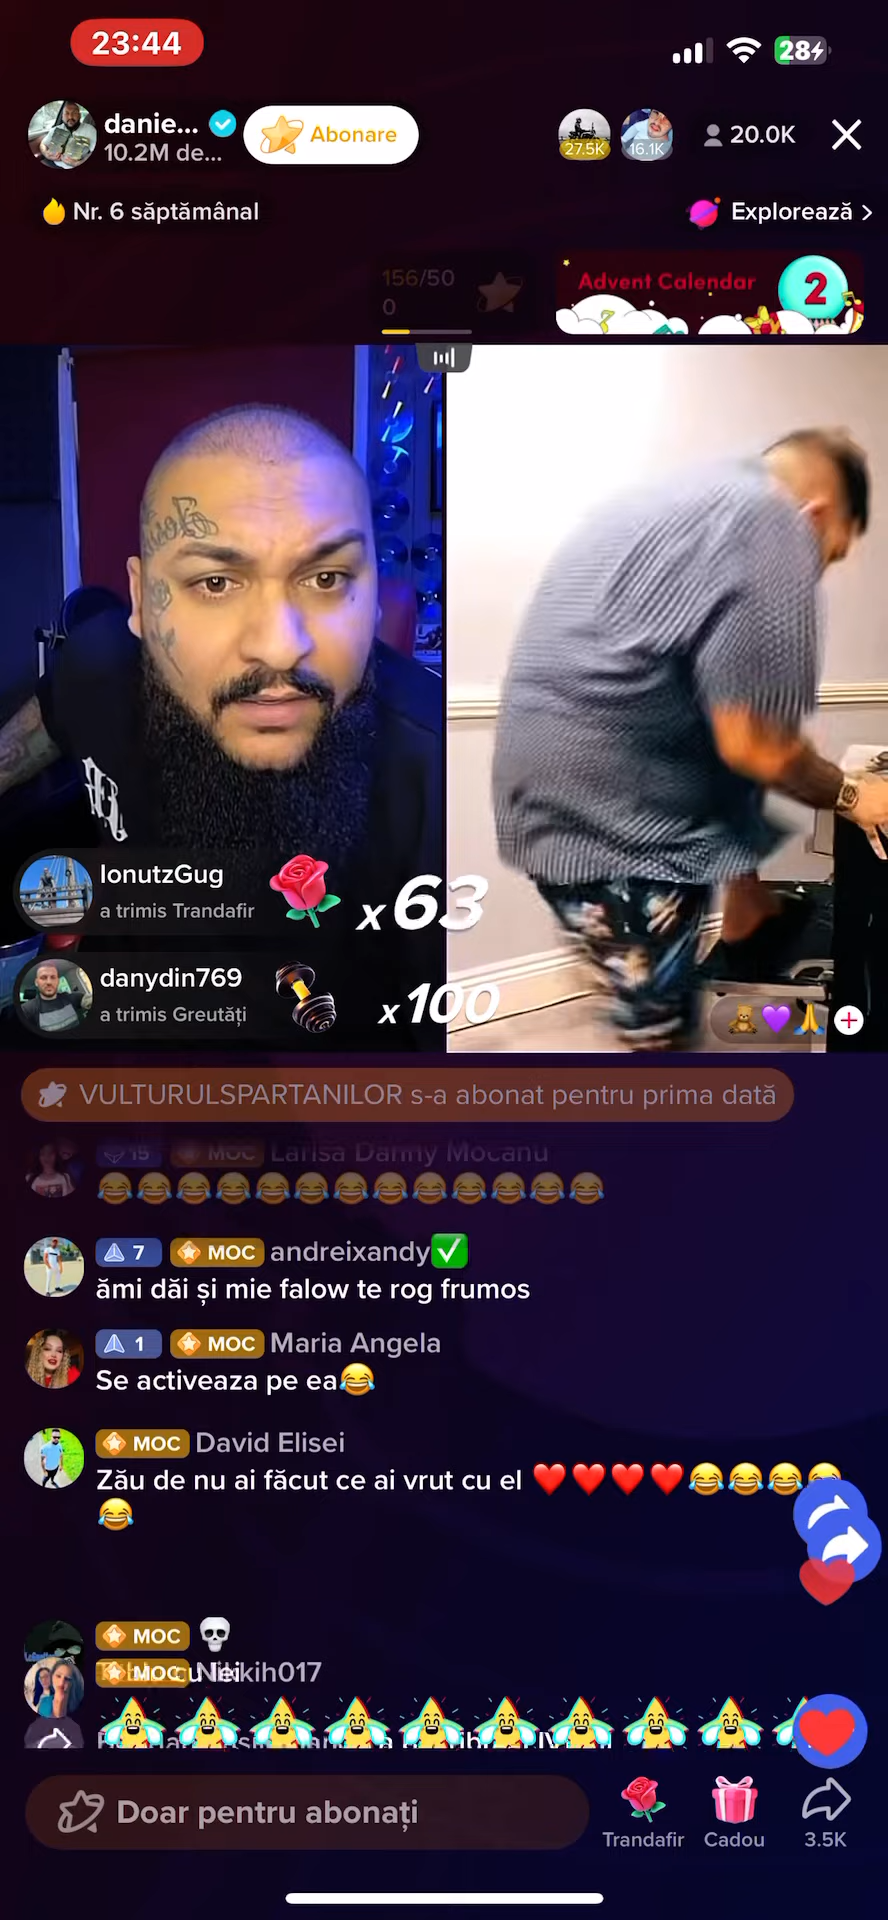 23:44
28
danie...
10.2M de...
Abonare
27.5K
16.1K
20.0K
Nr. 6 săptămânal
Explorează
156/50
0
Advent Calendar
2
IonutzGug
a trimis Trandafir
x63
danydin769
a trimis Greutăți
x100
VULTURULSPARTANILOR s-a abonat pentru prima dată
15 MOC Larisa Danny Mocanu
😂😂😂😂😂😂😂😂😂😂😂😂😂
7 MOC andreixandy✅
ămi dăi și mie falow te rog frumos
1 MOC Maria Angela
Se activeaza pe ea😂
MOC David Elisei
Zău de nu ai făcut ce ai vrut cu el ❤️❤️❤️❤️😂😂😂😂
😂
MOC 💀
MOC Nikkih017
Doar pentru abonați
Trandafir
Cadou
3.5K